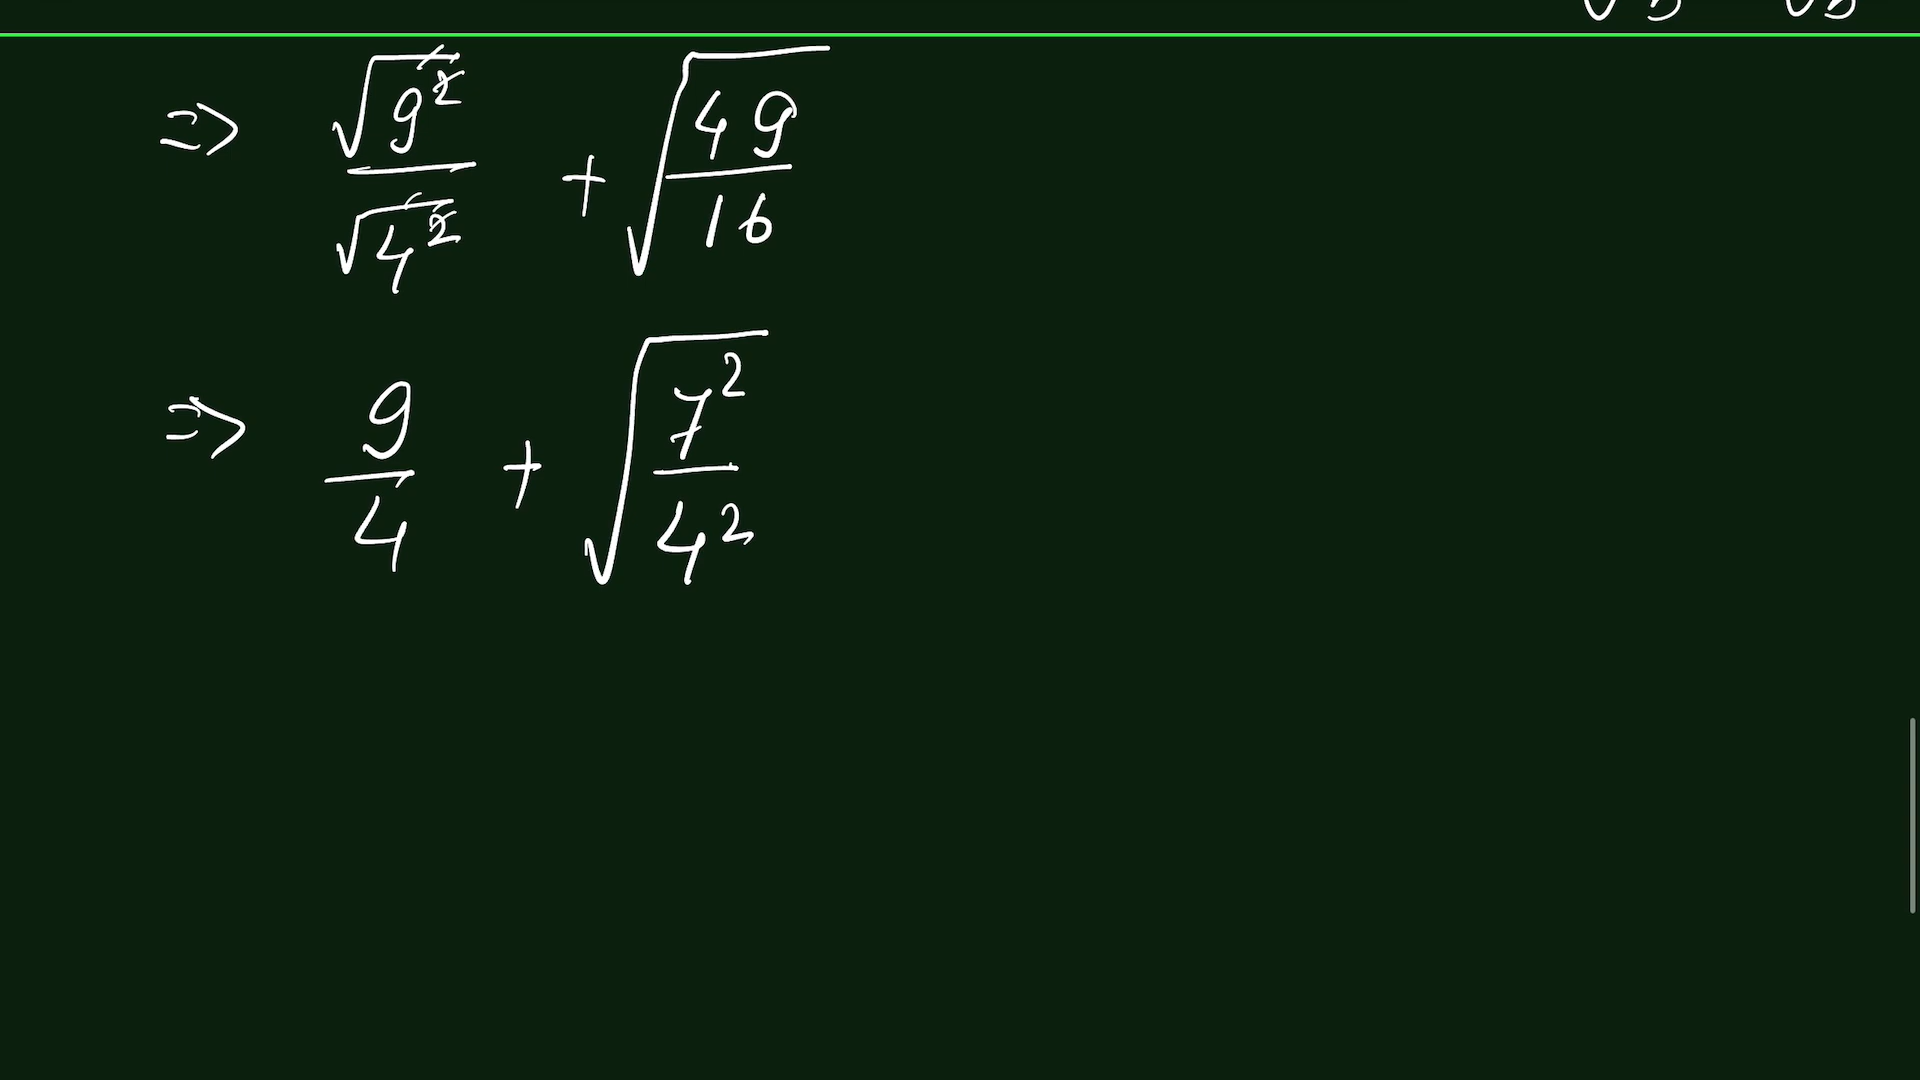 => √9² / √4² + √(49/16)
=> 9/4 + √(7²/4²)